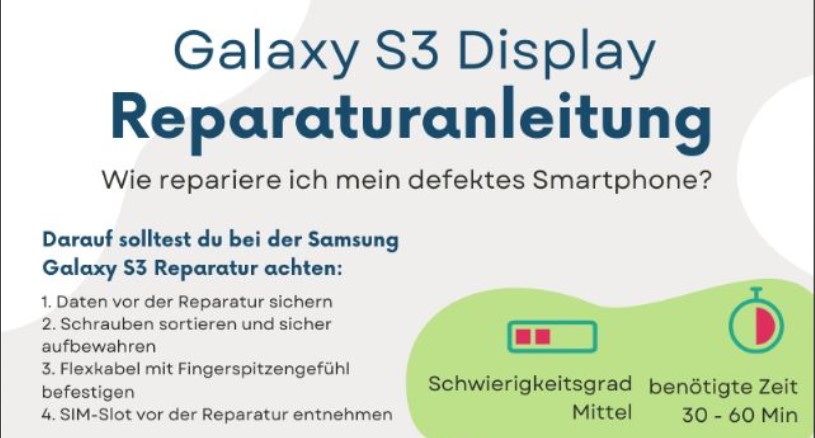 Galaxy S3 Display
Reparaturanleitung
Wie repariere ich mein defektes Smartphone?
Darauf solltest du bei der Samsung
Galaxy S3 Reparatur achten:
1. Daten vor der Reparatur sichern
2. Schrauben sortieren und sicher
aufbewahren
3. Flexkabel mit Fingerspitzengefühl
befestigen
4. SIM-Slot vor der Reparatur entnehmen
Schwierigkeitsgrad
Mittel
benötigte Zeit
30 - 60 Min